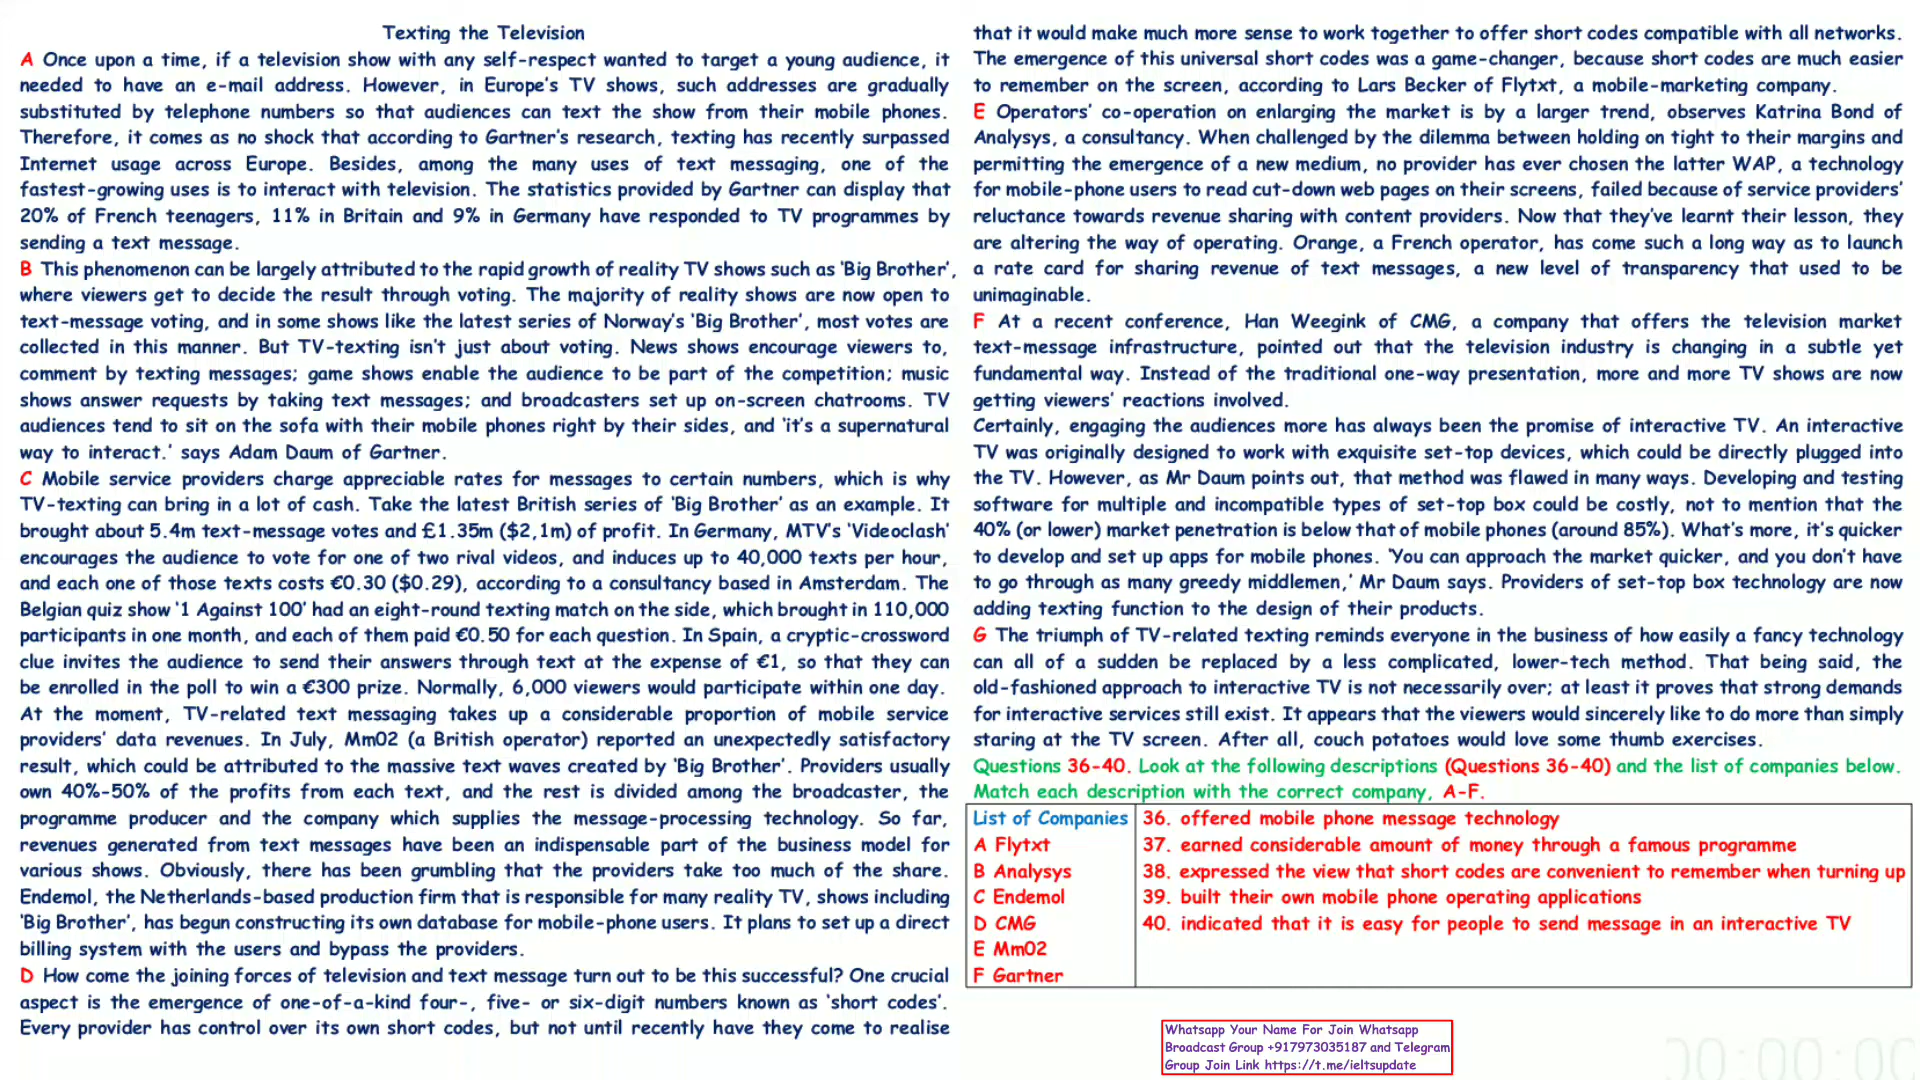 Texting the Television
A Once upon a time, if a television show with any self-respect wanted to target a young audience, it
needed to have an e-mail address. However, in Europe's TV shows, such addresses are gradually
substituted by telephone numbers so that audiences can text the show from their mobile phones.
Therefore, it comes as no shock that according to Gartner's research, texting has recently surpassed
Internet usage across Europe. Besides, among the many uses of text messaging, one of the
fastest-growing uses is to interact with television. The statistics provided by Gartner can display that
20% of French teenagers, 11% in Britain and 9% in Germany have responded to TV programmes by
sending a text message.
B This phenomenon can be largely attributed to the rapid growth of reality TV shows such as 'Big Brother',
where viewers get to decide the result through voting. The majority of reality shows are now open to
text-message voting, and in some shows like the latest series of Norway's 'Big Brother', most votes are
collected in this manner. But TV-texting isn't just about voting. News shows encourage viewers to,
comment by texting messages; game shows enable the audience to be part of the competition; music
shows answer requests by taking text messages; and broadcasters set up on-screen chatrooms. TV
audiences tend to sit on the sofa with their mobile phones right by their sides, and 'it's a supernatural
way to interact.' says Adam Daum of Gartner.
C Mobile service providers charge appreciable rates for messages to certain numbers, which is why
TV-texting can bring in a lot of cash. Take the latest British series of 'Big Brother' as an example. It
brought about 5.4m text-message votes and £1.35m ($2,1m) of profit. In Germany, MTV's 'Videoclash'
encourages the audience to vote for one of two rival videos, and induces up to 40,000 texts per hour,
and each one of those texts costs €0.30 ($0.29), according to a consultancy based in Amsterdam. The
Belgian quiz show '1 Against 100' had an eight-round texting match on the side, which brought in 110,000
participants in one month, and each of them paid €0.50 for each question. In Spain, a cryptic-crossword
clue invites the audience to send their answers through text at the expense of €1, so that they can
be enrolled in the poll to win a €300 prize. Normally, 6,000 viewers would participate within one day.
At the moment, TV-related text messaging takes up a considerable proportion of mobile service
providers' data revenues. In July, Mm02 (a British operator) reported an unexpectedly satisfactory
result, which could be attributed to the massive text waves created by 'Big Brother'. Providers usually
own 40%-50% of the profits from each text, and the rest is divided among the broadcaster, the
programme producer and the company which supplies the message-processing technology. So far,
revenues generated from text messages have been an indispensable part of the business model for
various shows. Obviously, there has been grumbling that the providers take too much of the share.
Endemol, the Netherlands-based production firm that is responsible for many reality TV, shows including
'Big Brother', has begun constructing its own database for mobile-phone users. It plans to set up a direct
billing system with the users and bypass the providers.
D How come the joining forces of television and text message turn out to be this successful? One crucial
aspect is the emergence of one-of-a-kind four-, five- or six-digit numbers known as 'short codes'.
Every provider has control over its own short codes, but not until recently have they come to realise
that it would make much more sense to work together to offer short codes compatible with all networks.
The emergence of this universal short codes was a game-changer, because short codes are much easier
to remember on the screen, according to Lars Becker of Flytxt, a mobile-marketing company.
E Operators' co-operation on enlarging the market is by a larger trend, observes Katrina Bond of
Analysys, a consultancy. When challenged by the dilemma between holding on tight to their margins and
permitting the emergence of a new medium, no provider has ever chosen the latter WAP, a technology
for mobile-phone users to read cut-down web pages on their screens, failed because of service providers'
reluctance towards revenue sharing with content providers. Now that they've learnt their lesson, they
are altering the way of operating. Orange, a French operator, has come such a long way as to launch
a rate card for sharing revenue of text messages, a new level of transparency that used to be
unimaginable.
F At a recent conference, Han Weegink of CMG, a company that offers the television market
text-message infrastructure, pointed out that the television industry is changing in a subtle yet
fundamental way. Instead of the traditional one-way presentation, more and more TV shows are now
getting viewers' reactions involved.
Certainly, engaging the audiences more has always been the promise of interactive TV. An interactive
TV was originally designed to work with exquisite set-top devices, which could be directly plugged into
the TV. However, as Mr Daum points out, that method was flawed in many ways. Developing and testing
software for multiple and incompatible types of set-top box could be costly, not to mention that the
40% (or lower) market penetration is below that of mobile phones (around 85%). What's more, it's quicker
to develop and set up apps for mobile phones. 'You can approach the market quicker, and you don't have
to go through as many greedy middlemen,' Mr Daum says. Providers of set-top box technology are now
adding texting function to the design of their products.
G The triumph of TV-related texting reminds everyone in the business of how easily a fancy technology
can all of a sudden be replaced by a less complicated, lower-tech method. That being said, the
old-fashioned approach to interactive TV is not necessarily over; at least it proves that strong demands
for interactive services still exist. It appears that the viewers would sincerely like to do more than simply
staring at the TV screen. After all, couch potatoes would love some thumb exercises.
Questions 36-40. Look at the following descriptions (Questions 36-40) and the list of companies below.
Match each description with the correct company, A-F.
List of Companies
A Flytxt
B Analysys
C Endemol
D CMG
E Mm02
F Gartner
36. offered mobile phone message technology
37. earned considerable amount of money through a famous programme
38. expressed the view that short codes are convenient to remember when turning up
39. built their own mobile phone operating applications
40. indicated that it is easy for people to send message in an interactive TV
Whatsapp Your Name For Join Whatsapp
Broadcast Group +917973035187 and Telegram
Group Join Link https://t.me/ieltsupdate
00:00:00